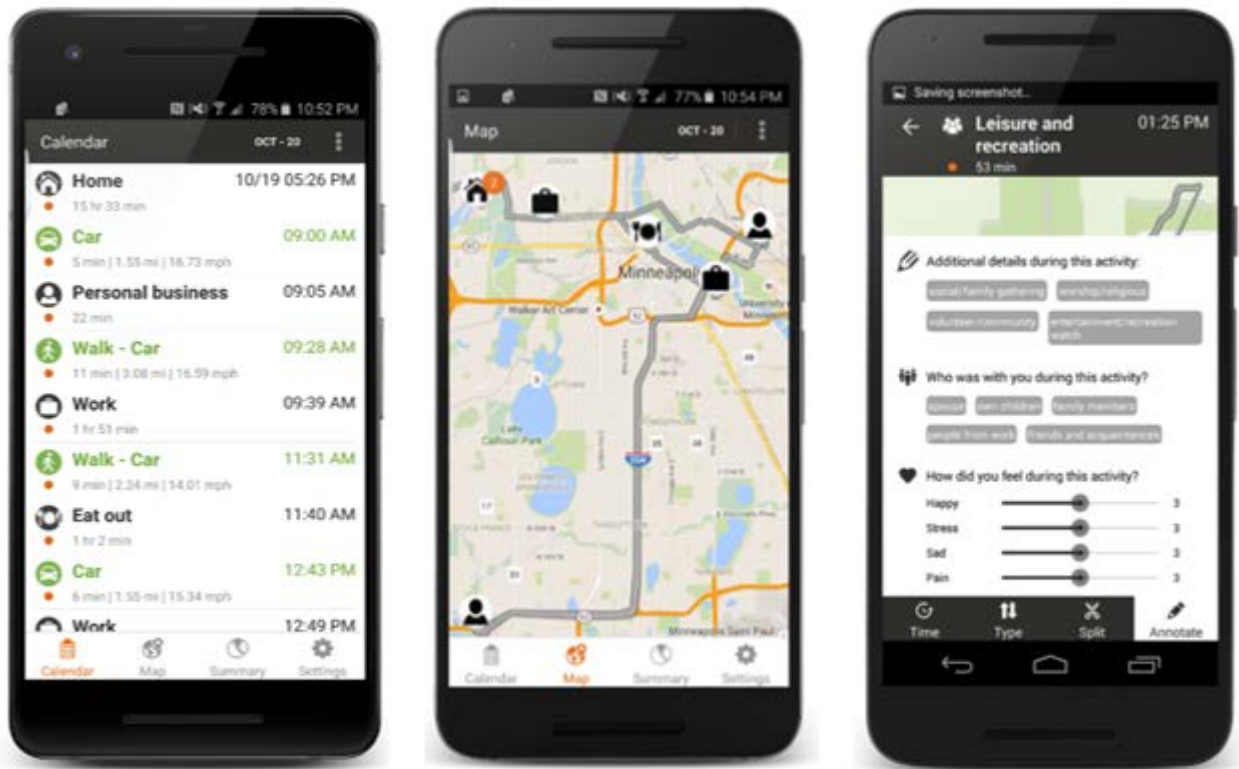 78% 10:52 PM
Calendar OCT - 20
Home 10/19 05:26 PM
15 hr 33 min
Car 09:00 AM
5 min | 1.55 mi | 16.73 mph
Personal business 09:05 AM
22 min
Walk - Car 09:28 AM
11 min | 3.08 mi | 16.59 mph
Work 09:39 AM
1 hr 51 min
Walk - Car 11:31 AM
9 min | 2.24 mi | 14.01 mph
Eat out 11:40 AM
1 hr 2 min
Car 12:43 PM
6 min | 1.55 mi | 15.34 mph
Work 12:49 PM
Calendar Map Summary Settings
77% 10:54 PM
Map OCT - 20
2
Minneapoli
Walker Art Center
University
Lake
Calhoun Park
Minneapolis Saint Paul
Calendar Map Summary Settings
Saving screenshot...
Leisure and 01:25 PM
recreation
53 min
Additional details during this activity:
social/family gathering worship/religious
volunteer/community entertainment/recreation
watch
Who was with you during this activity?
spouse own children family members
people from work friends and acquaintances
How did you feel during this activity?
Happy 3
Stress 3
Sad 3
Pain 3
Time Type Split Annotate